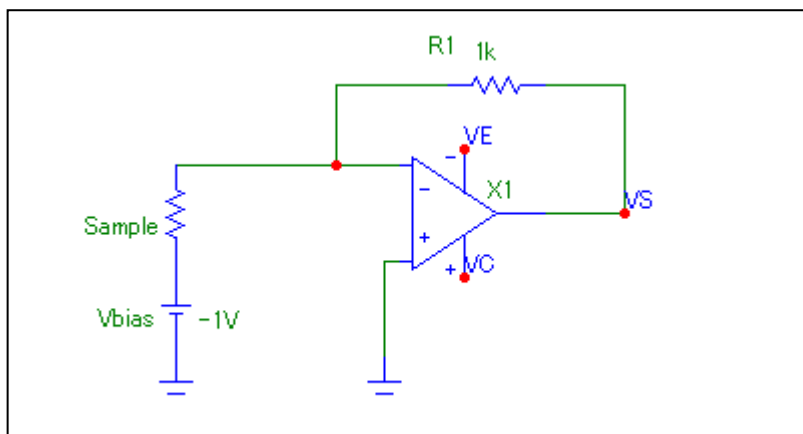 R1 1k
VE
-
X1
-
VS
Sample
+
+ VC
Vbias -1V